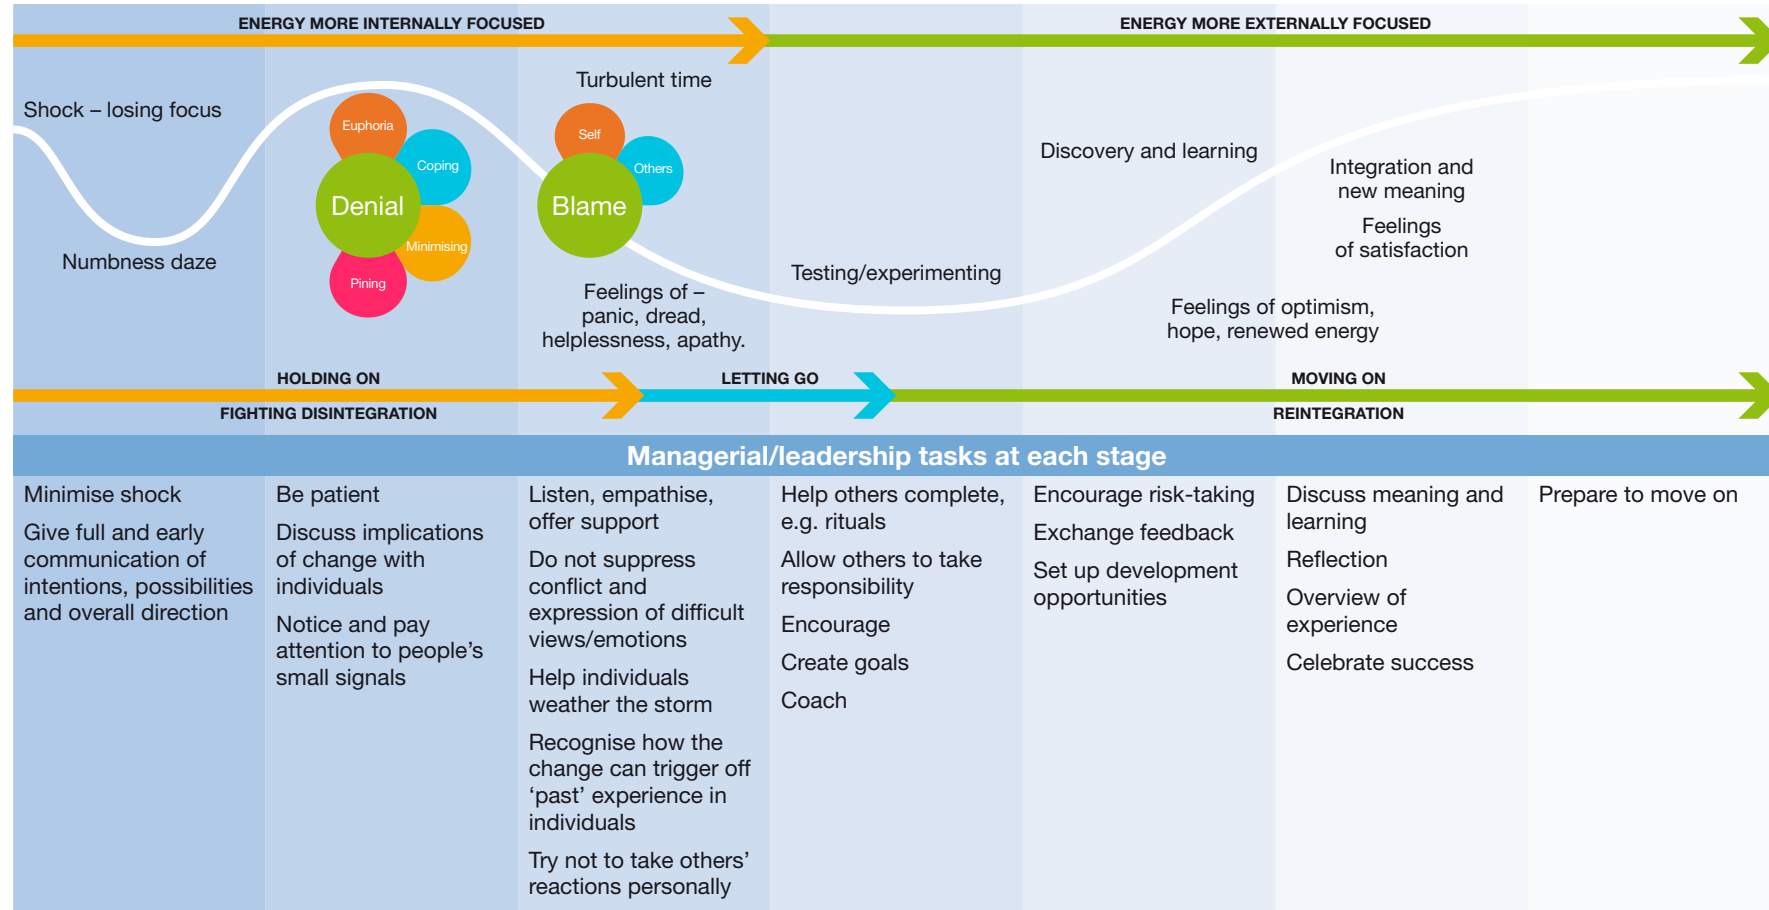 ENERGY MORE INTERNALLY FOCUSED
ENERGY MORE EXTERNALLY FOCUSED
Shock – losing focus
Numbness daze
Euphoria
Coping
Denial
Minimising
Pining
Turbulent time
Self
Others
Blame
Feelings of –
panic, dread,
helplessness, apathy.
Testing/experimenting
Discovery and learning
Feelings of optimism,
hope, renewed energy
Integration and
new meaning
Feelings
of satisfaction
HOLDING ON
FIGHTING DISINTEGRATION
LETTING GO
MOVING ON
REINTEGRATION
Managerial/leadership tasks at each stage
Minimise shock
Give full and early
communication of
intentions, possibilities
and overall direction
Be patient
Discuss implications
of change with
individuals
Notice and pay
attention to people’s
small signals
Listen, empathise,
offer support
Do not suppress
conflict and
expression of difficult
views/emotions
Help individuals
weather the storm
Recognise how the
change can trigger off
‘past’ experience in
individuals
Try not to take others’
reactions personally
Help others complete,
e.g. rituals
Allow others to take
responsibility
Encourage
Create goals
Coach
Encourage risk-taking
Exchange feedback
Set up development
opportunities
Discuss meaning and
learning
Reflection
Overview of
experience
Celebrate success
Prepare to move on